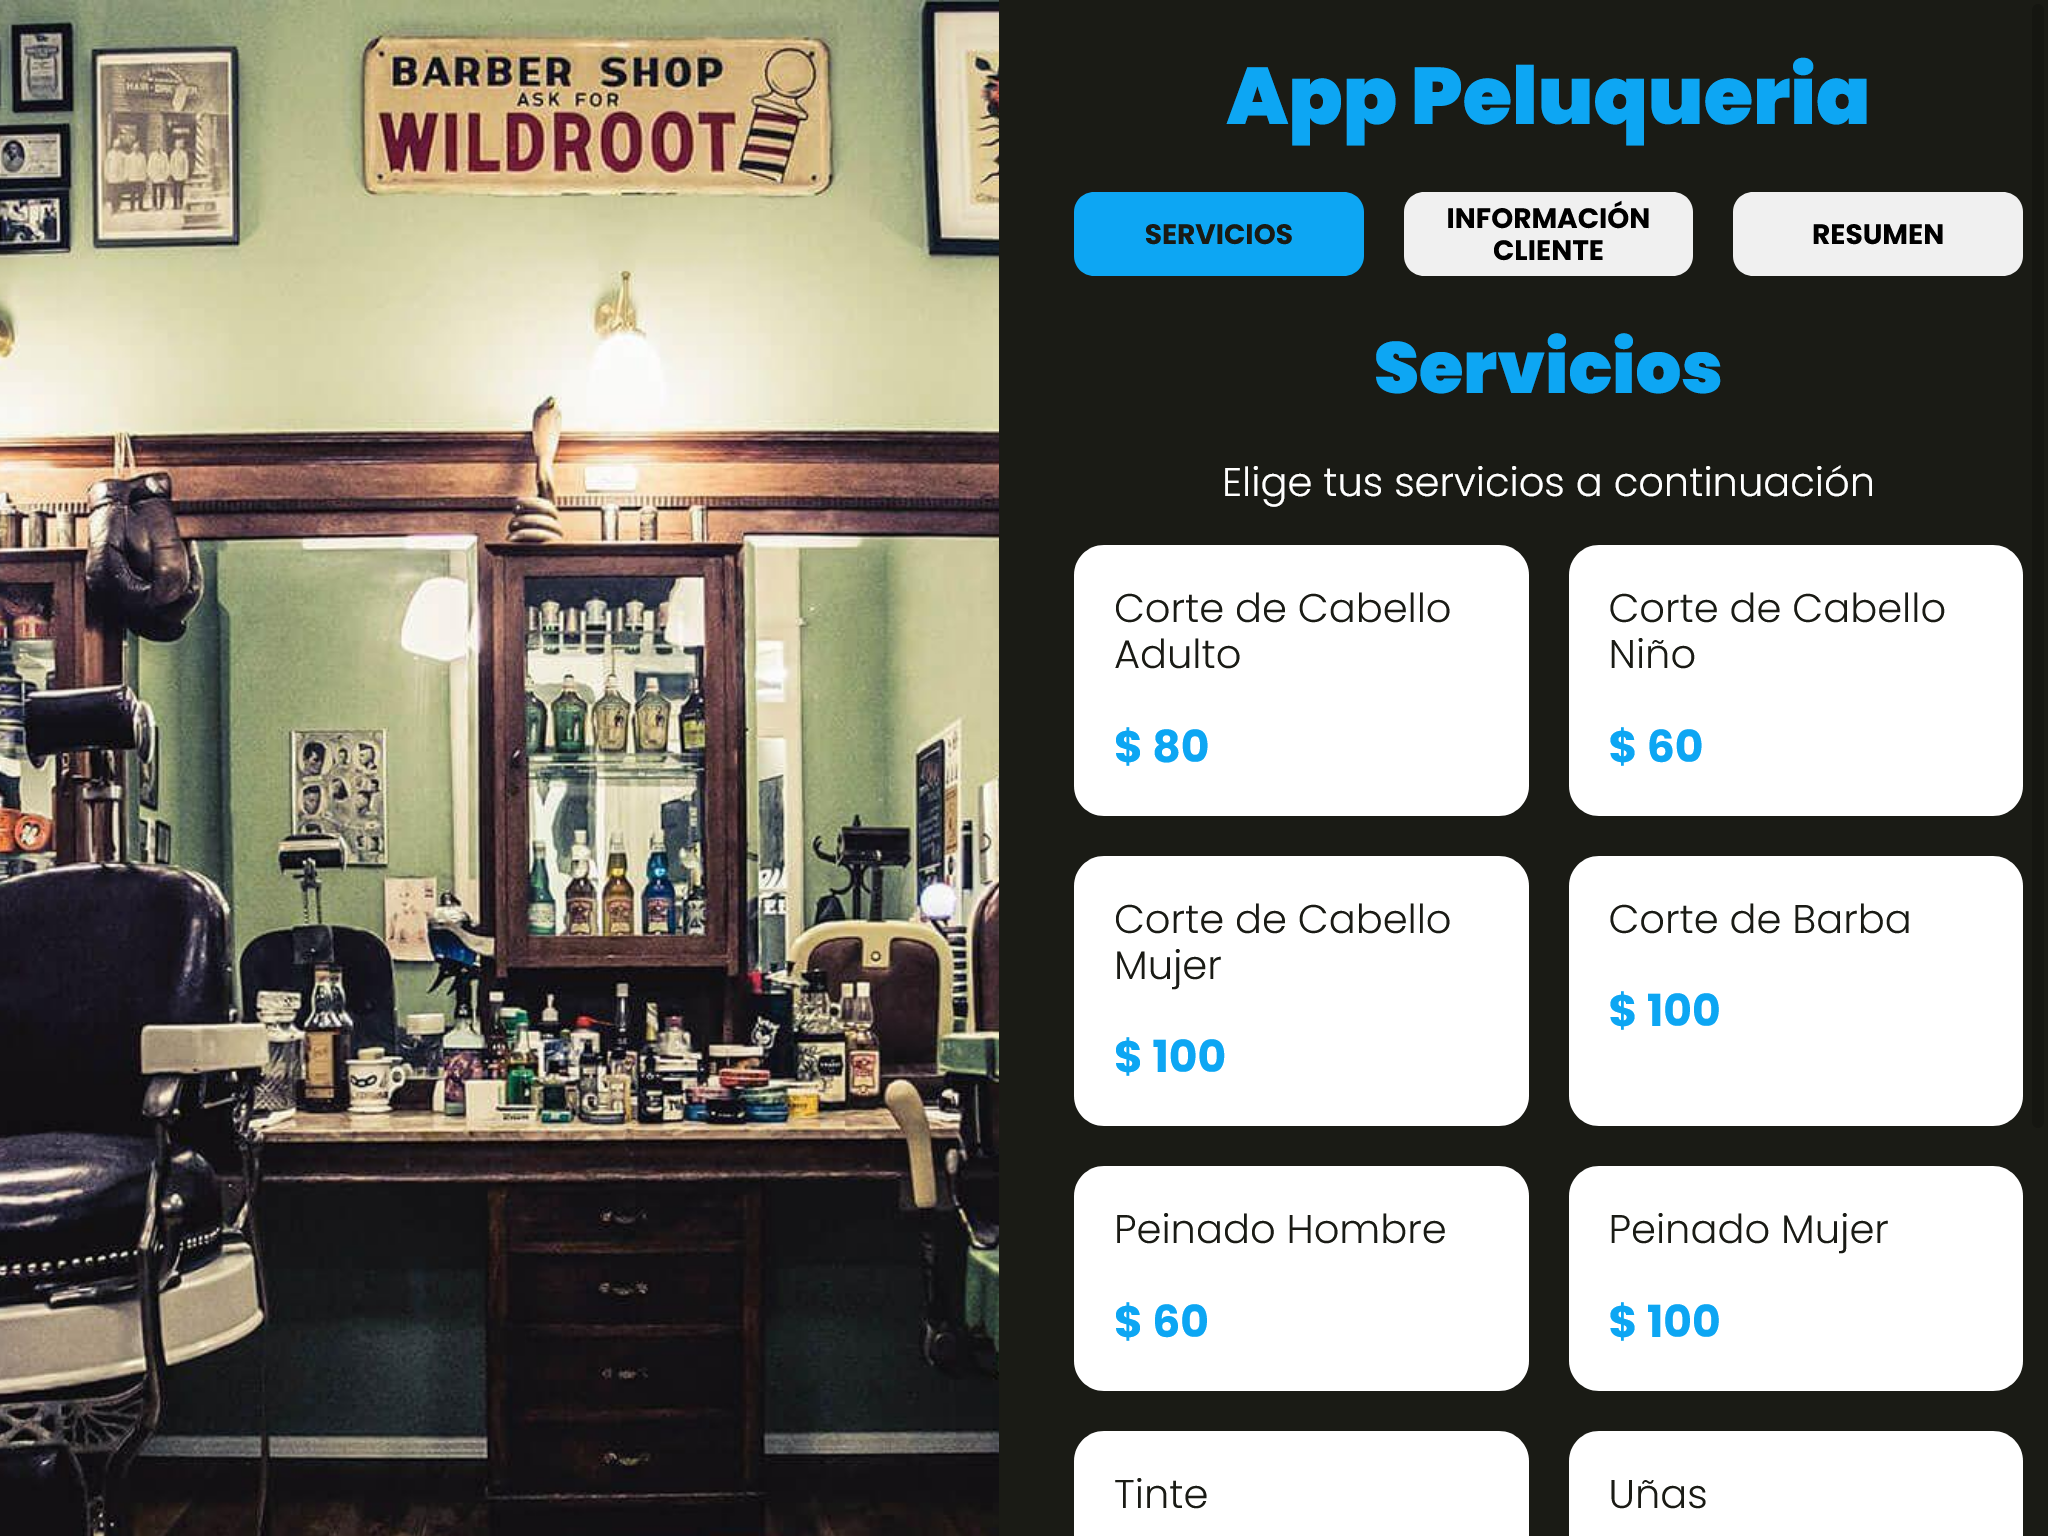 BARBER SHOP
ASK FOR
WILDROOT
App Peluqueria
SERVICIOS
INFORMACIÓN
CLIENTE
RESUMEN
Servicios
Elige tus servicios a continuación
Corte de Cabello
Adulto
$ 80
Corte de Cabello
Niño
$ 60
Corte de Cabello
Mujer
$ 100
Corte de Barba
$ 100
Peinado Hombre
$ 60
Peinado Mujer
$ 100
Tinte
Uñas